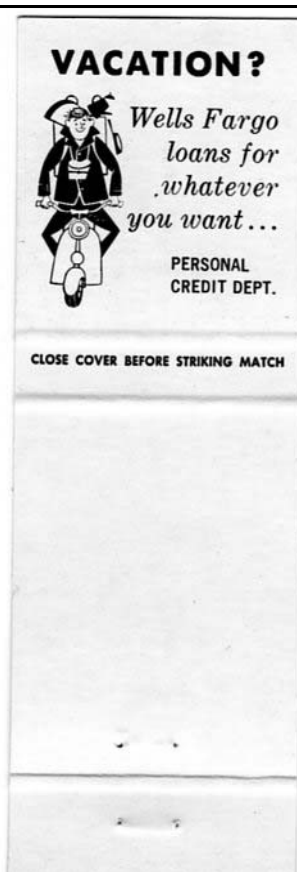 VACATION?
Wells Fargo
loans for
whatever
you want...
PERSONAL
CREDIT DEPT.
CLOSE COVER BEFORE STRIKING MATCH